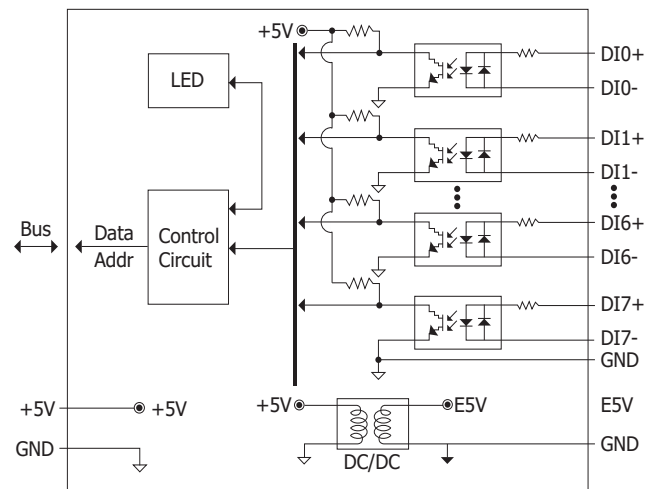 +5V
DI0+
LED
DI0-
DI1+
DI1-
Bus
Data
Addr
Control
Circuit
DI6+
DI6-
DI7+
DI7-
GND
+5V
+5V
+5V
E5V
E5V
GND
GND
DC/DC